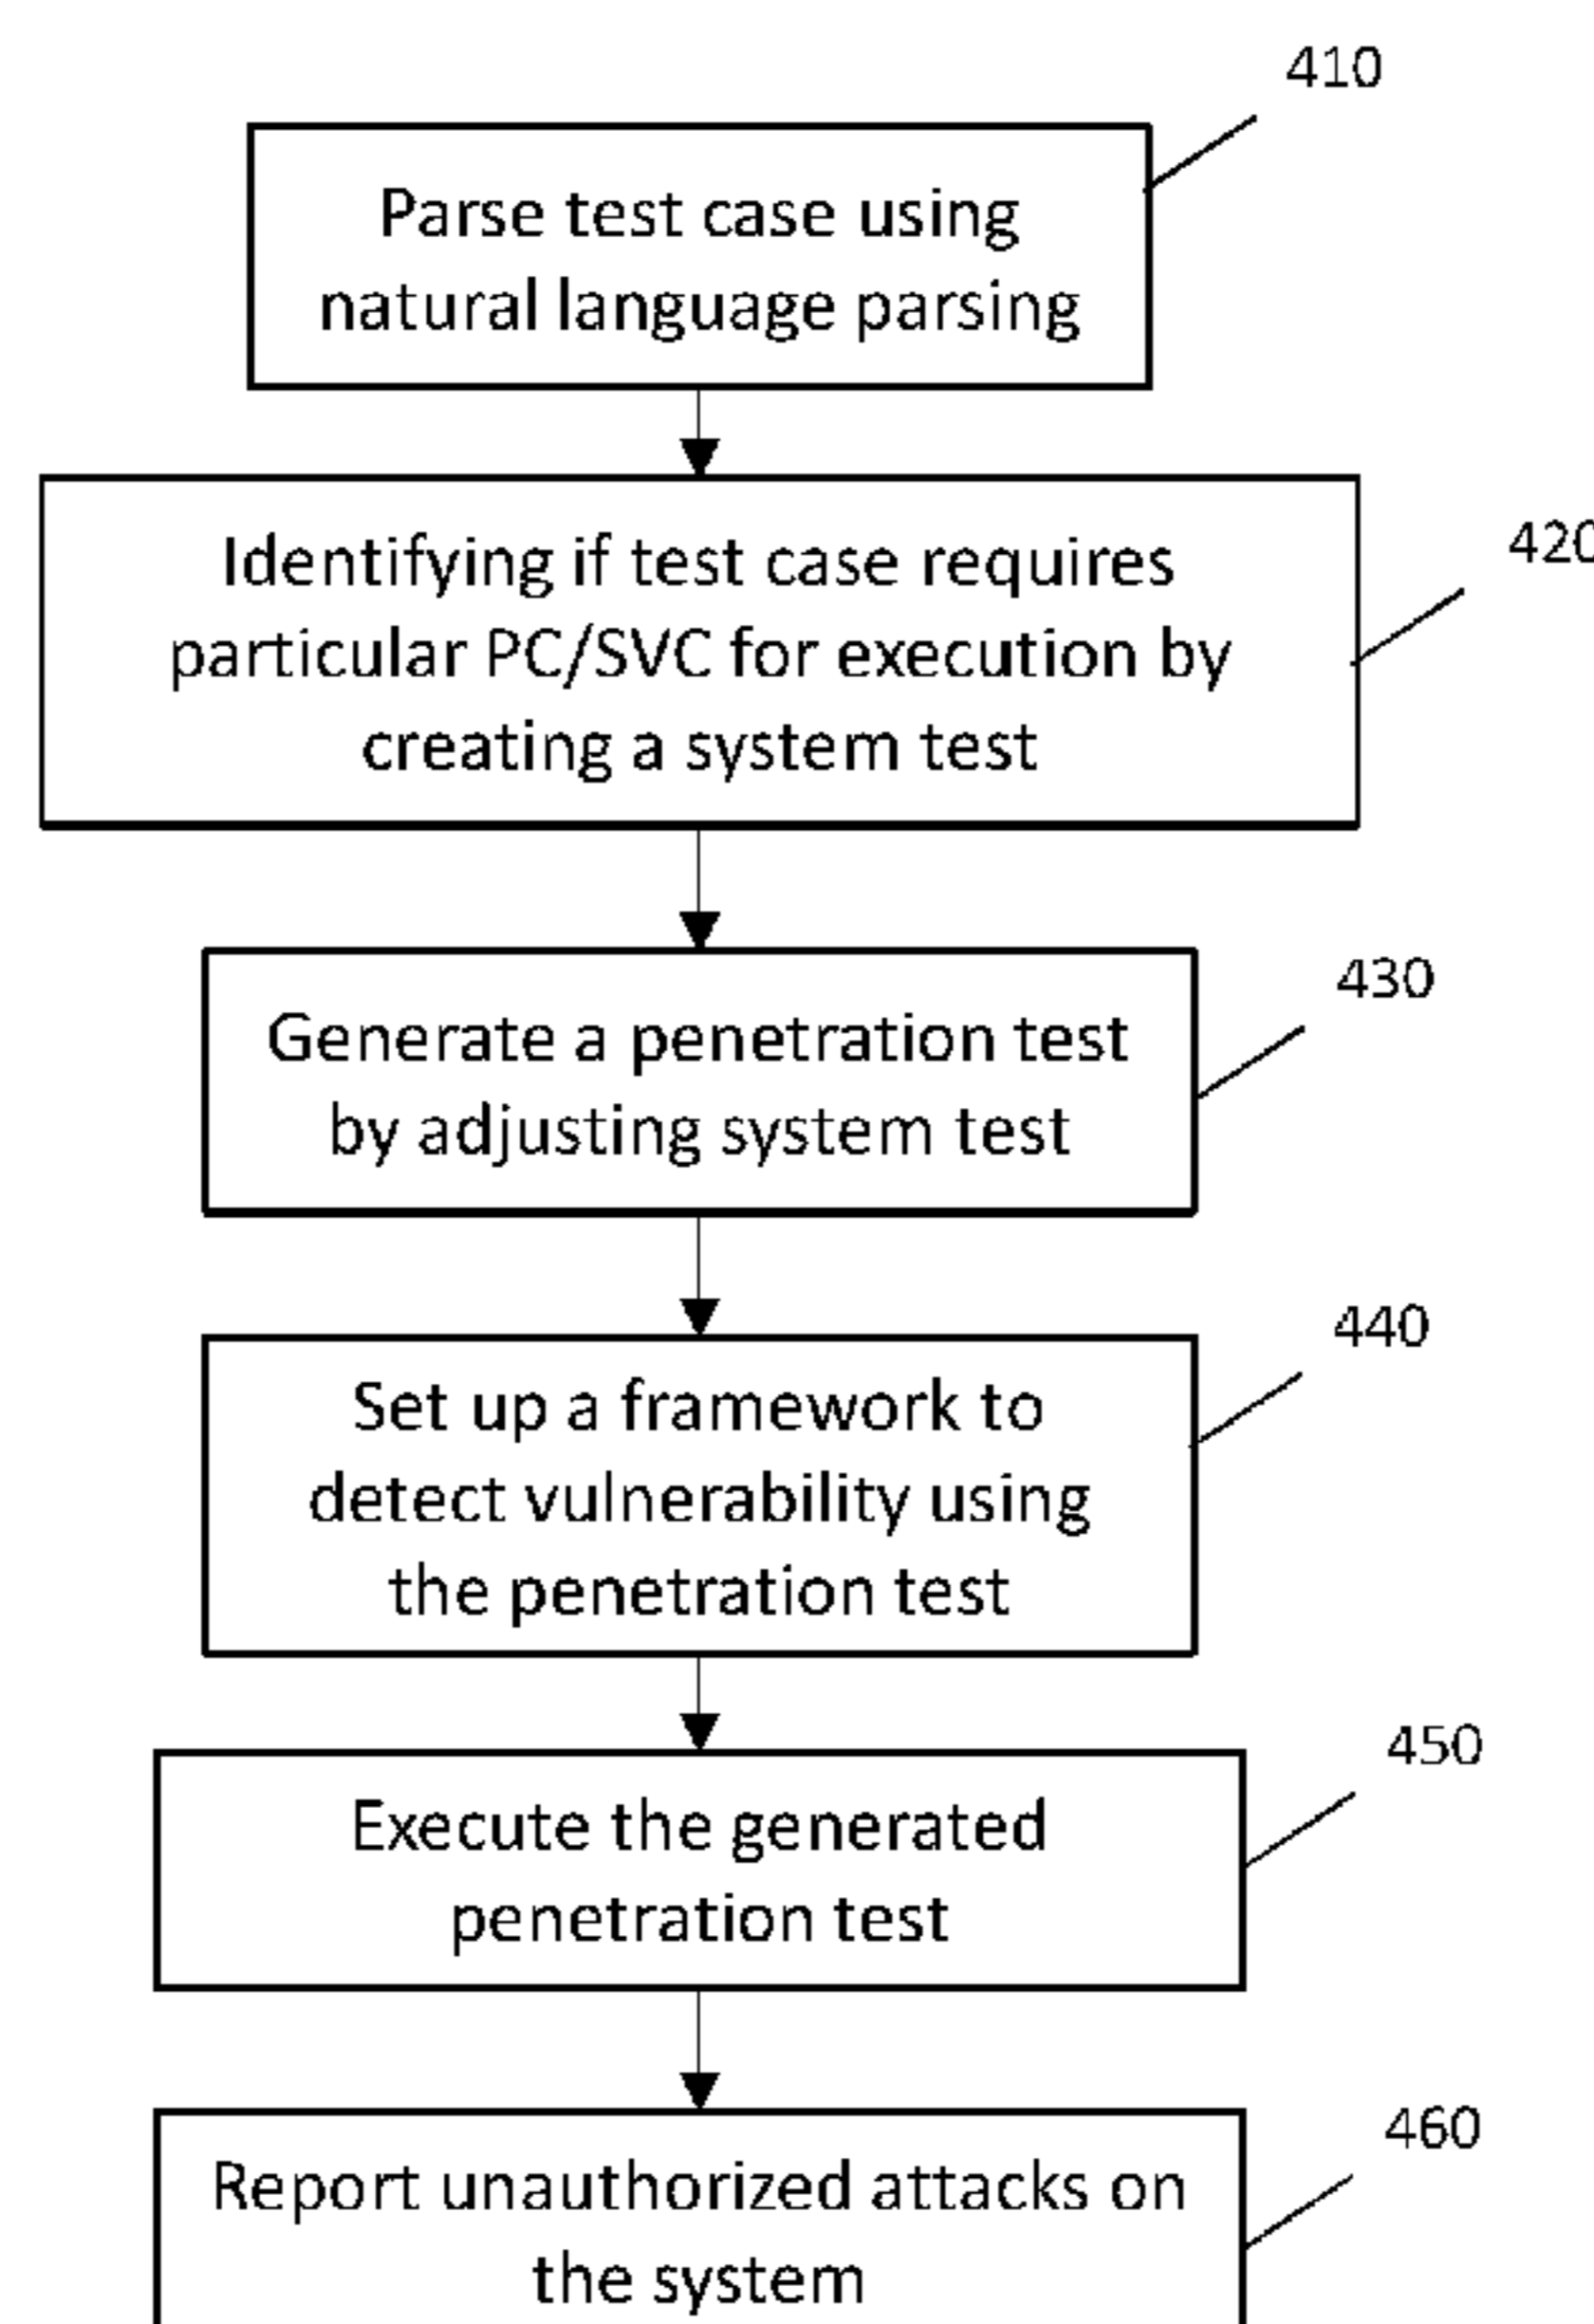 410
Parse test case using
natural language parsing
420
Identifying if test case requires
particular PC/SVC for execution by
creating a system test
430
Generate a penetration test
by adjusting system test
440
Set up a framework to
detect vulnerability using
the penetration test
450
Execute the generated
penetration test
460
Report unauthorized attacks on
the system